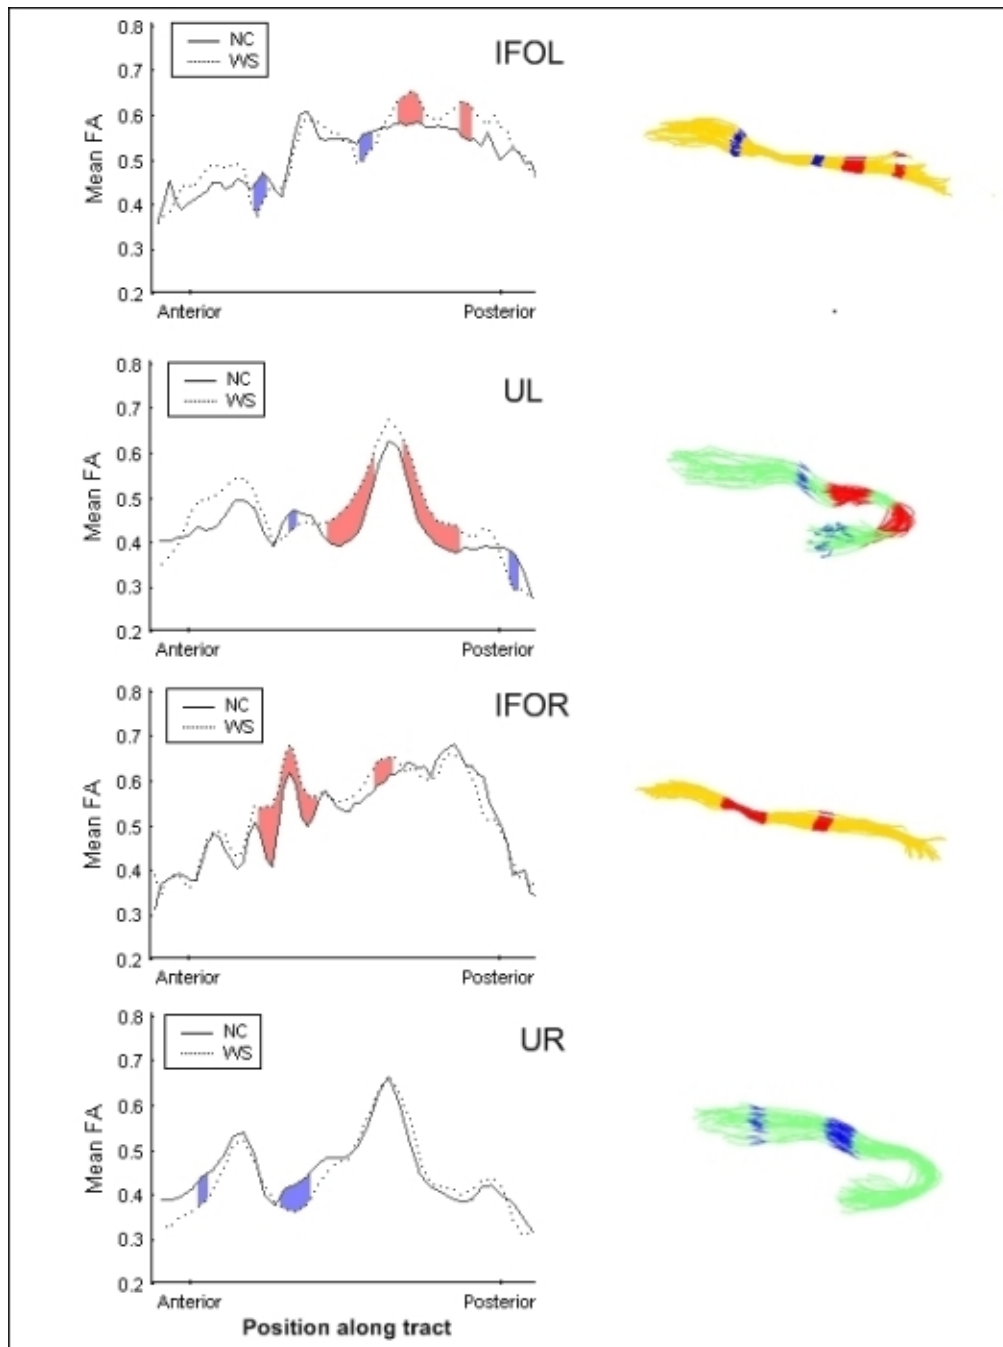 0.8
NC
WS
IFOL
0.7
0.6
Mean FA
0.5
0.4
0.3
0.2
Anterior
Posterior
0.8
NC
WS
UL
0.7
0.6
Mean FA
0.5
0.4
0.3
0.2
Anterior
Posterior
0.8
NC
WS
IFOR
0.7
0.6
Mean FA
0.5
0.4
0.3
0.2
Anterior
Posterior
0.8
NC
WS
UR
0.7
0.6
Mean FA
0.5
0.4
0.3
0.2
Anterior
Posterior
Position along tract